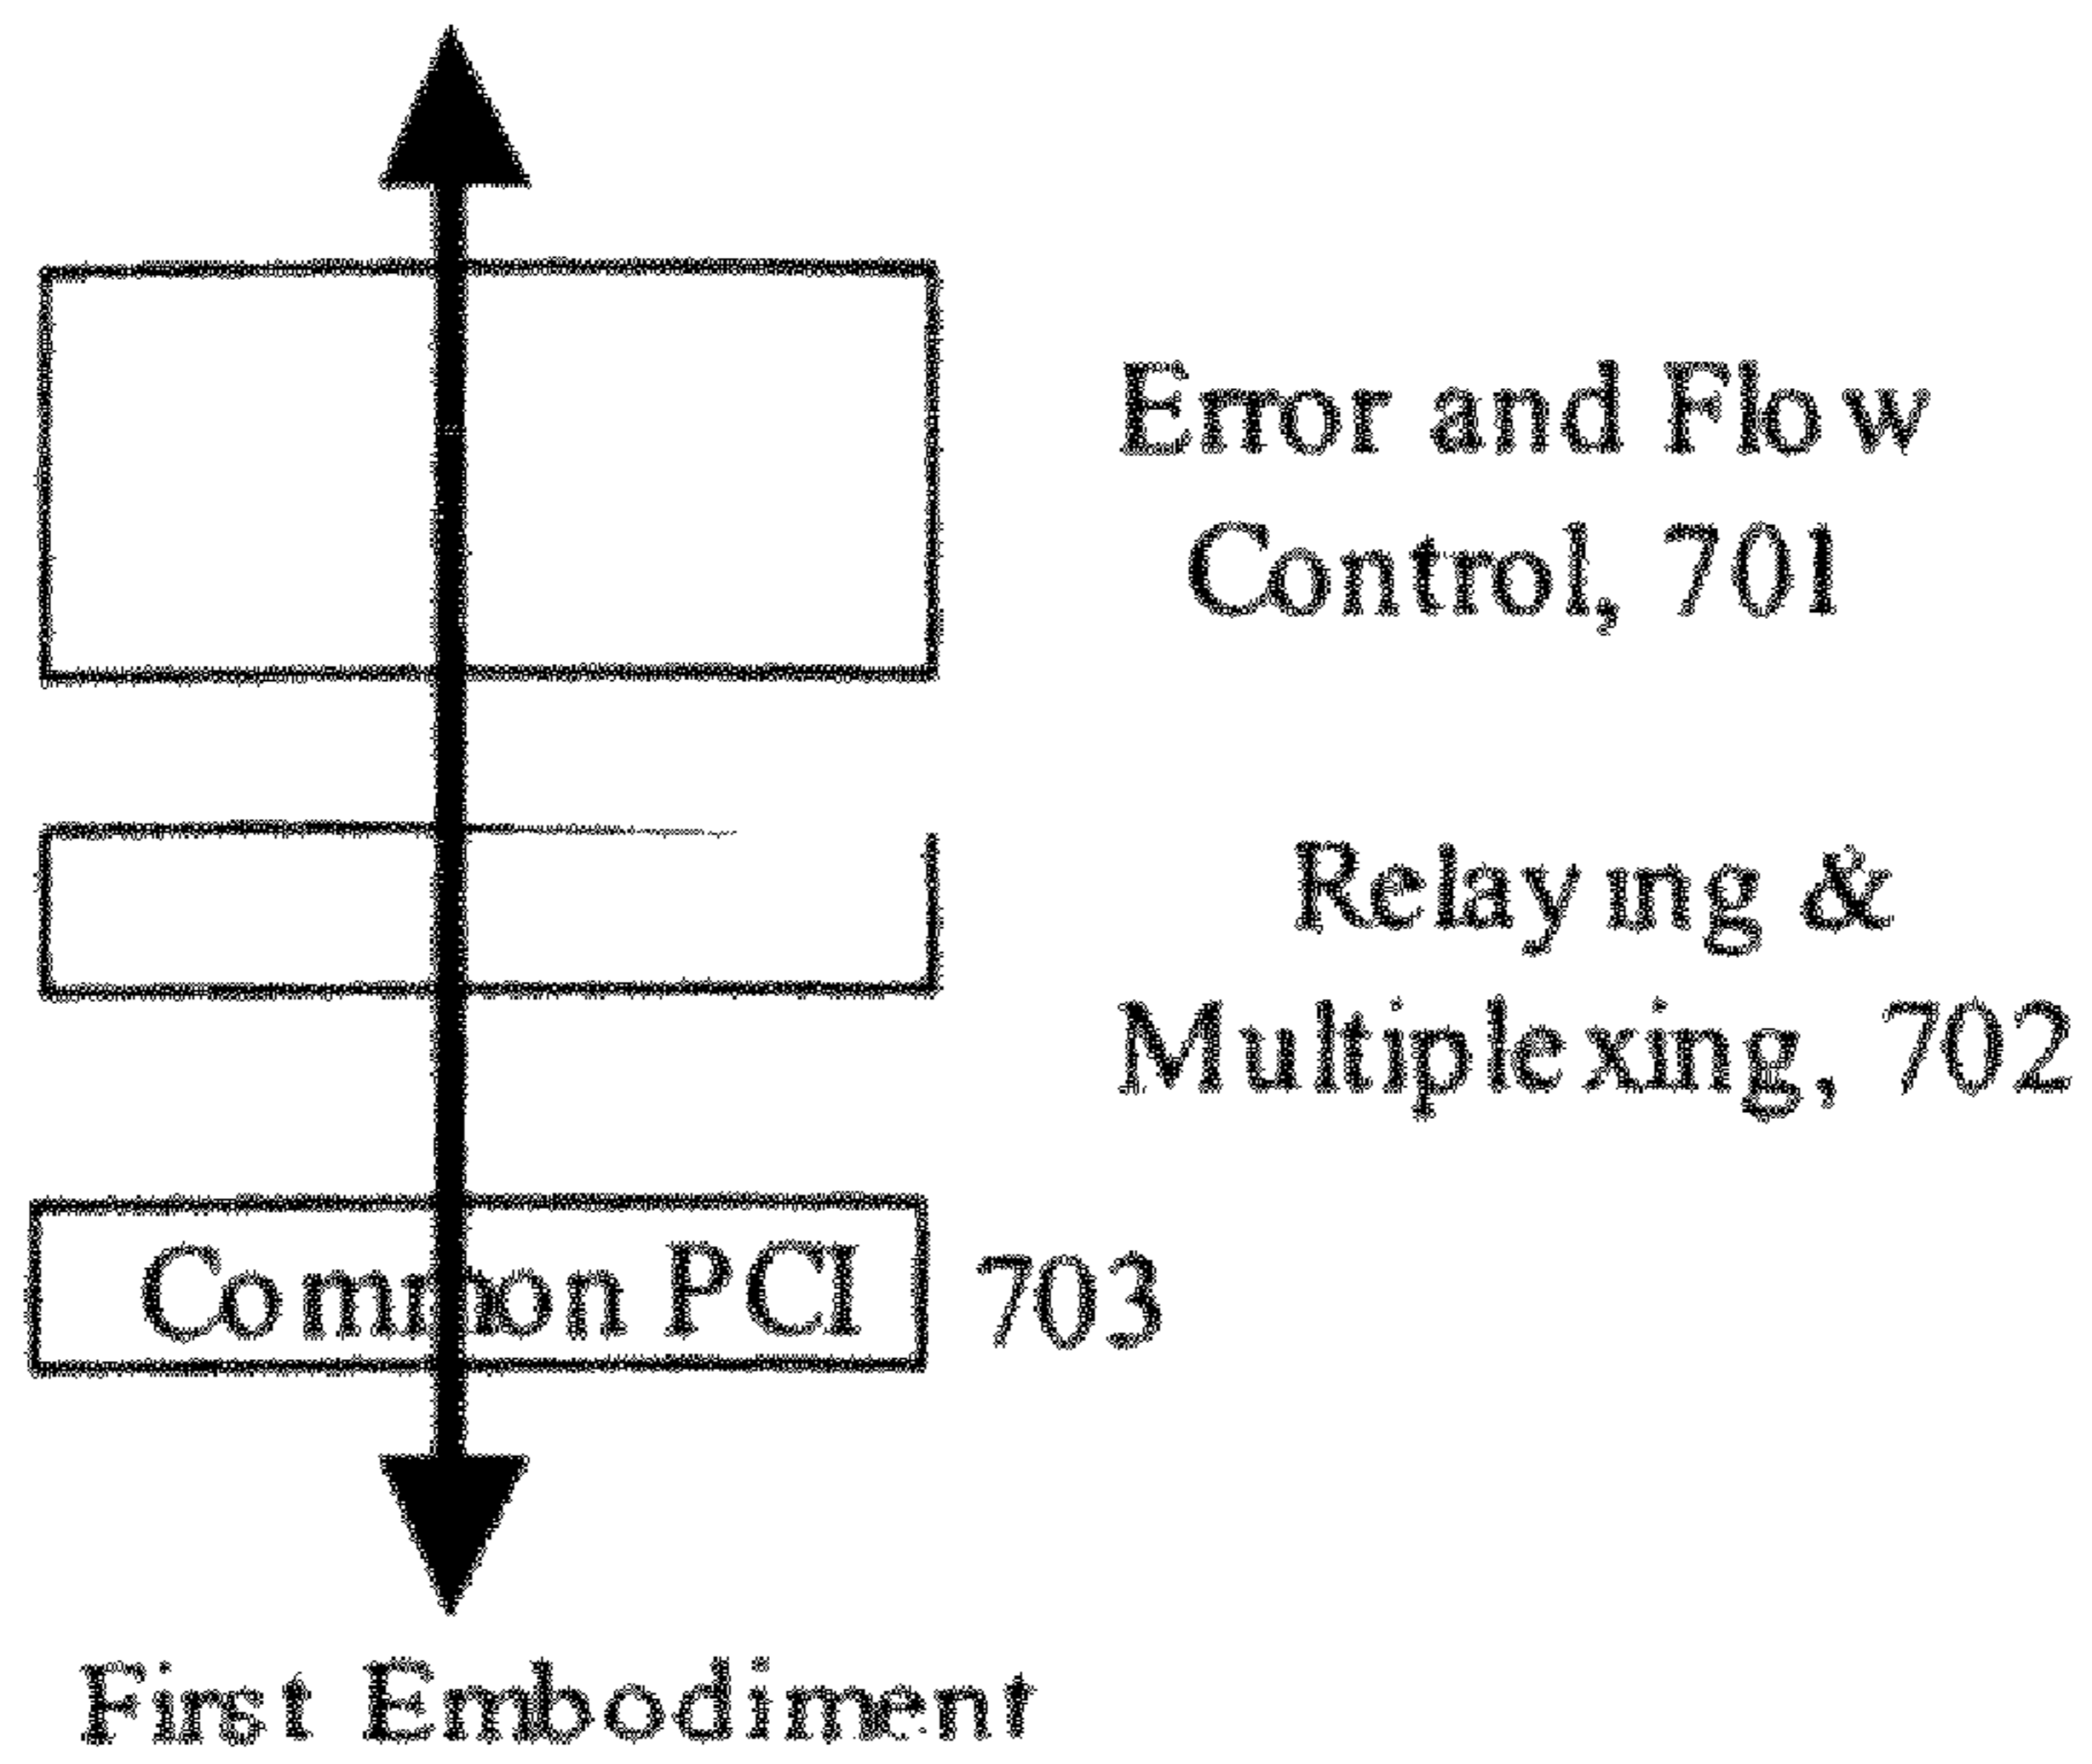 Error and Flow
Control, 701
Relaying &
Multiplexing, 702
Common PCI 703
First Embodiment